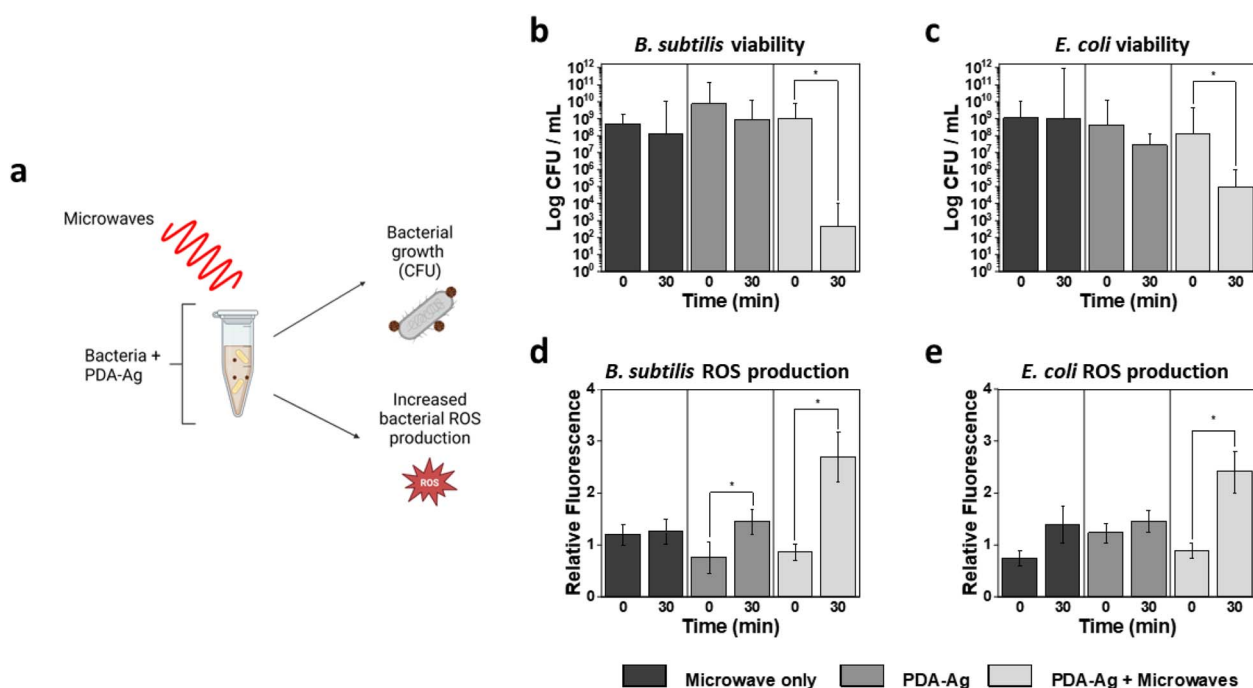 a
Microwaves
Bacteria +
PDA-Ag
Bacterial
growth
(CFU)
Increased
bacterial ROS
production
ROS
b
B. subtilis viability
Log CFU / mL
10¹²
10¹¹
10¹⁰
10⁹
10⁸
10⁷
10⁶
10⁵
10⁴
10³
10²
10¹
10⁰
*
0 30 0 30 0 30
Time (min)
c
E. coli viability
Log CFU / mL
10¹²
10¹¹
10¹⁰
10⁹
10⁸
10⁷
10⁶
10⁵
10⁴
10³
10²
10¹
10⁰
*
0 30 0 30 0 30
Time (min)
d
B. subtilis ROS production
Relative Fluorescence
4
3
2
1
0
*
*
0 30 0 30 0 30
Time (min)
e
E. coli ROS production
Relative Fluorescence
4
3
2
1
0
*
0 30 0 30 0 30
Time (min)
Microwave only PDA-Ag PDA-Ag + Microwaves